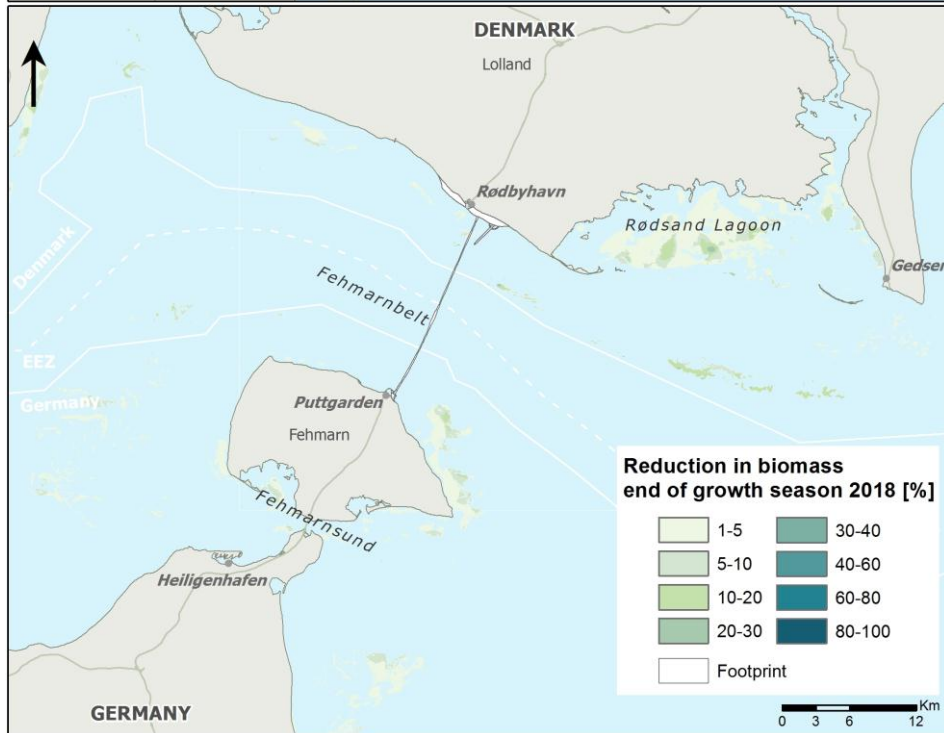 DENMARK
Lolland
Rødbyhavn
Rødsand Lagoon
Gedser
Denmark
Fehmarnbelt
EEZ
Germany
Puttgarden
Fehmarn
Fehmarnsund
Heiligenhafen
GERMANY
Reduction in biomass
end of growth season 2018 [%]
1-5 30-40
5-10 40-60
10-20 60-80
20-30 80-100
Footprint
Km
0 3 6 12